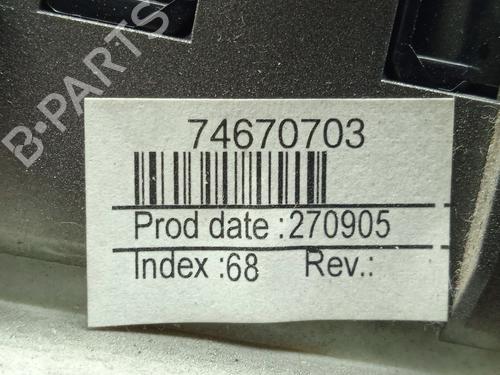 B-PARTS
74670703
Prod date :270905
Index :68 Rev.: